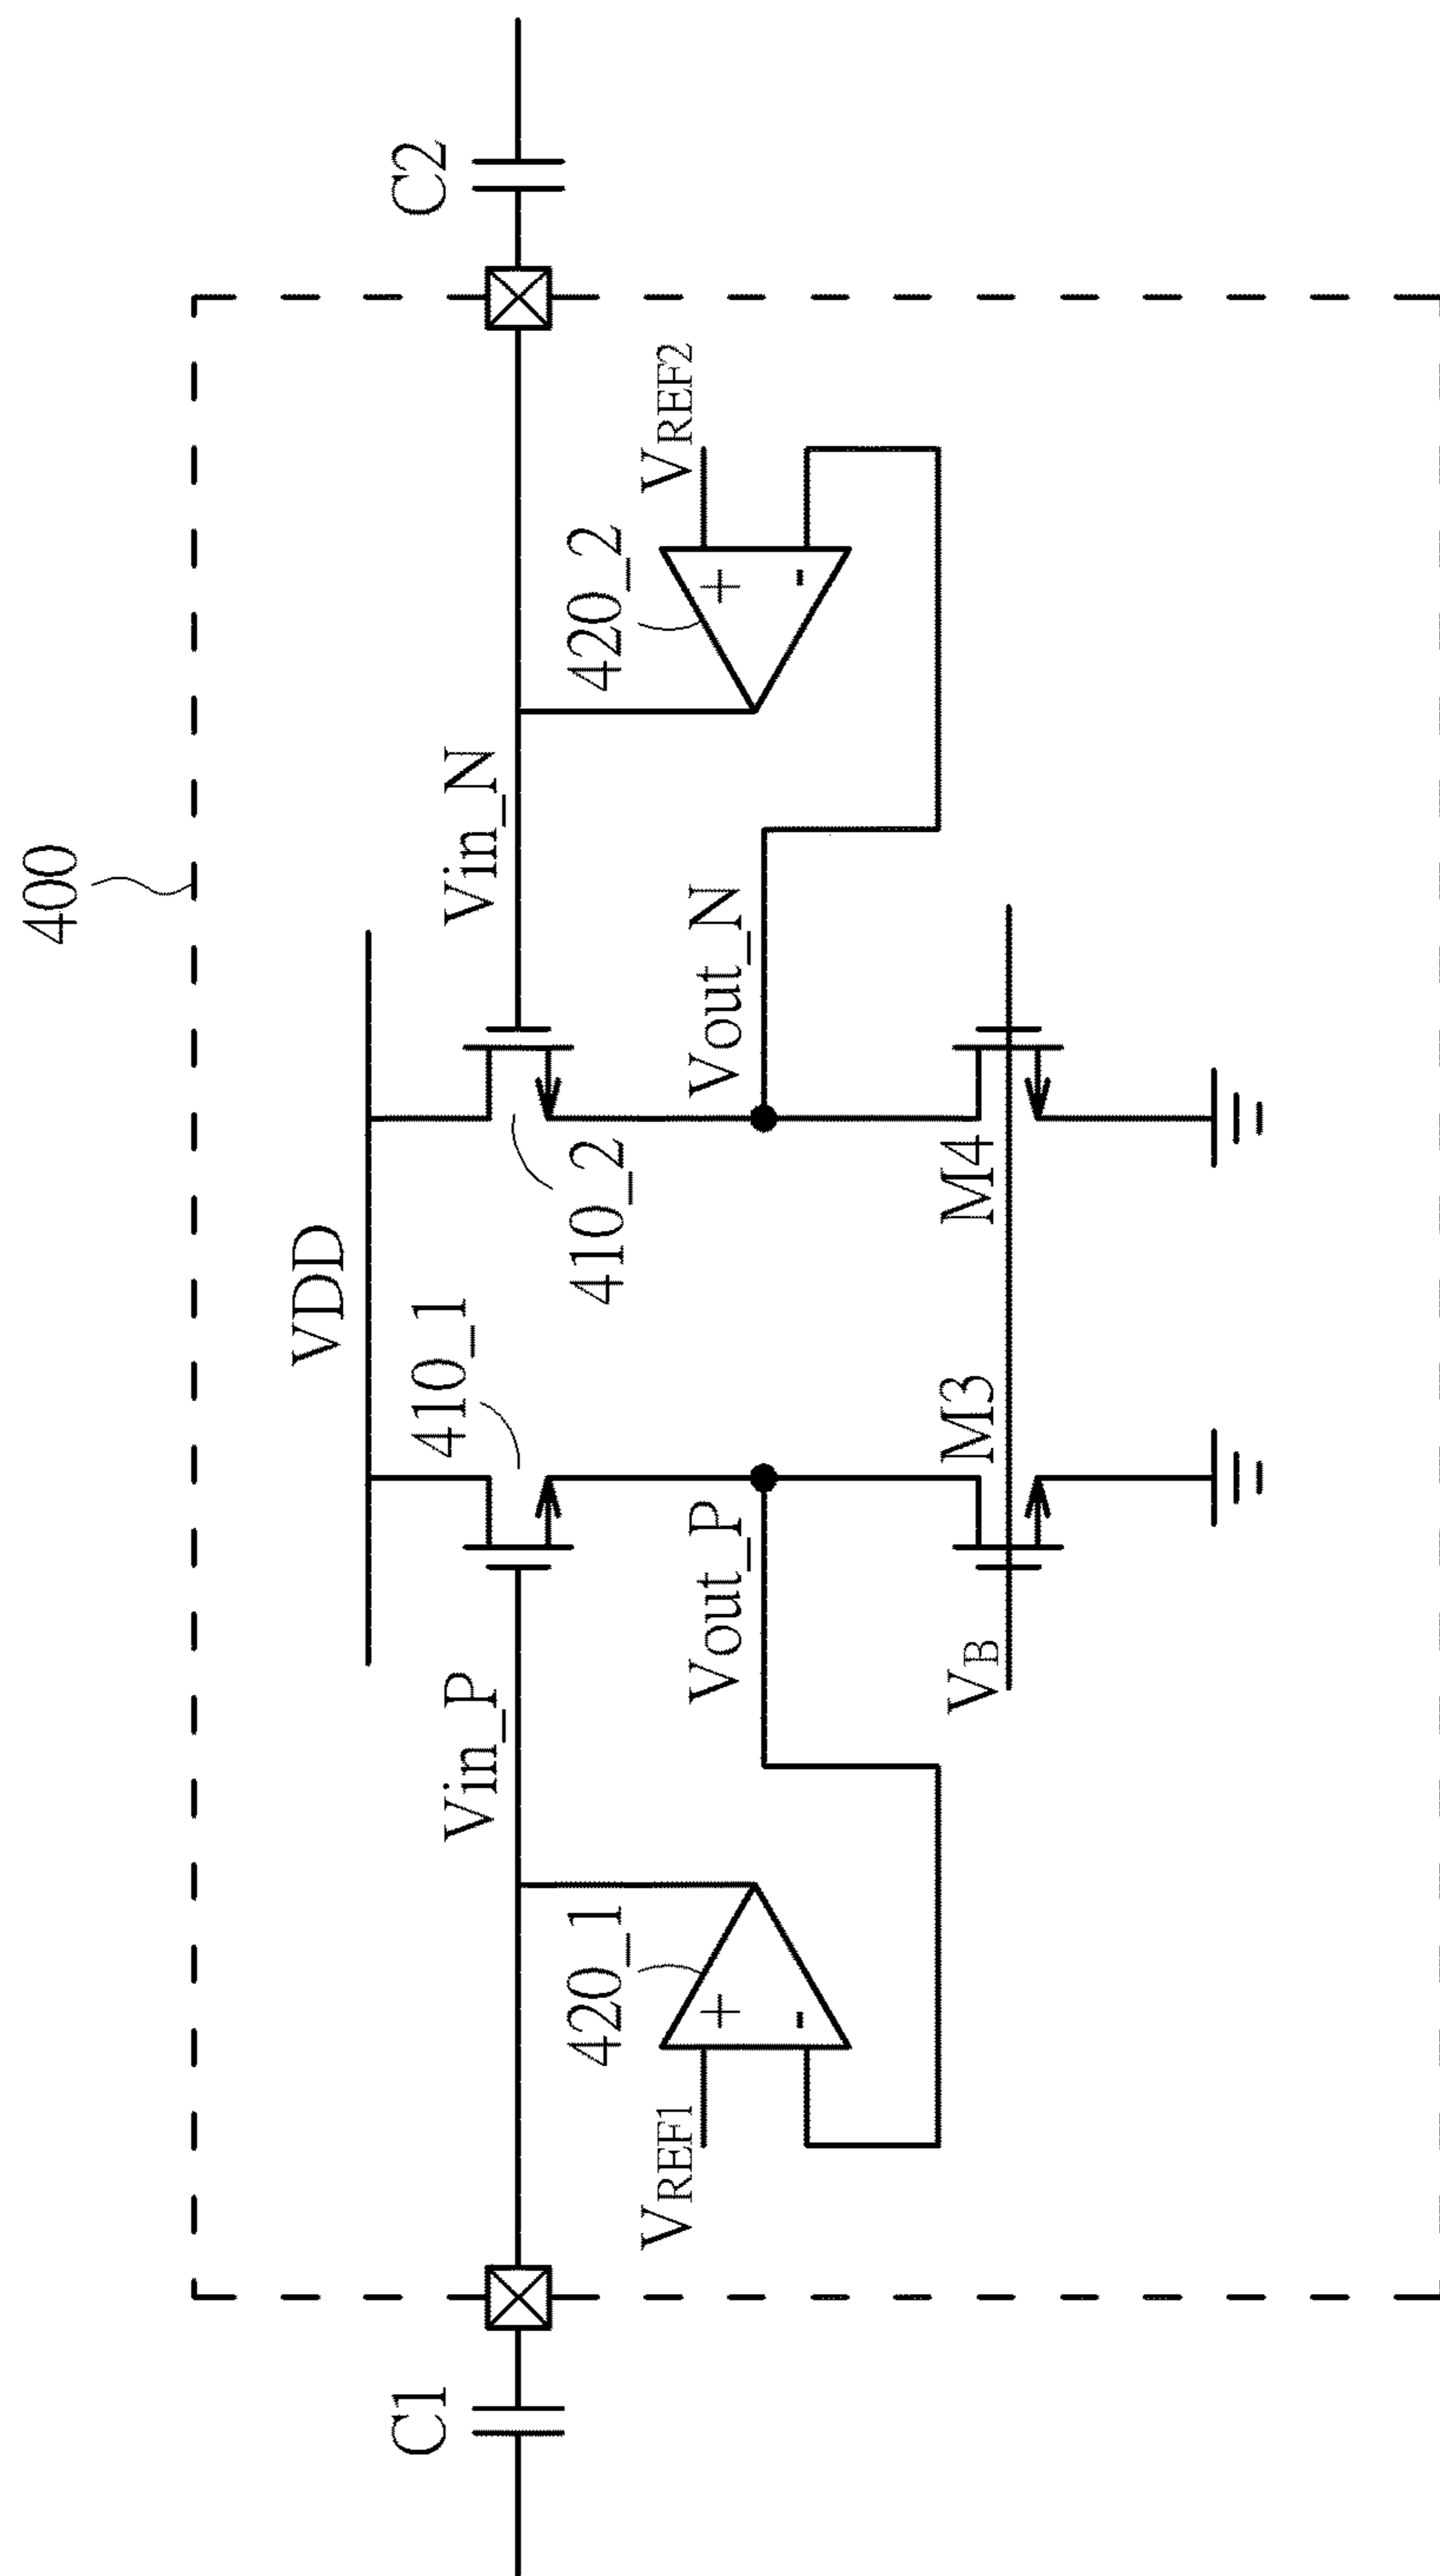 400
VDD
C1
C2
Vin_P
410_1
Vin_N
420_1
410_2
420_2
VREF1
Vout_P
Vout_N
VREF2
+
-
+
-
VB
M3
M4